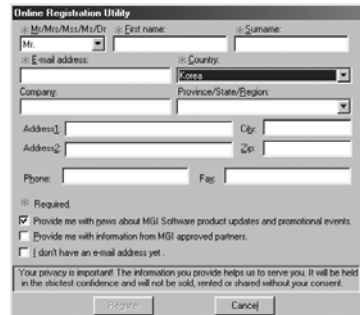 Online Registration Utility
✳ Mr/Mrs/Mss/Ms/Dr ✳ First name: ✳ Surname:
Mr.
✳ E-mail address: ✳ Country:
Korea
Company: Province/State/Region:
Address1: City:
Address2: Zip:
Phone: Fax:
✳ Required.
Provide me with news about MGI Software product updates and promotional events.
Provide me with information from MGI approved partners.
I don't have an e-mail address yet .
Your privacy is important! The information you provide helps us to serve you. It will be held
in the strictest confidence and will not be sold, rented or shared without your consent.
Register Cancel